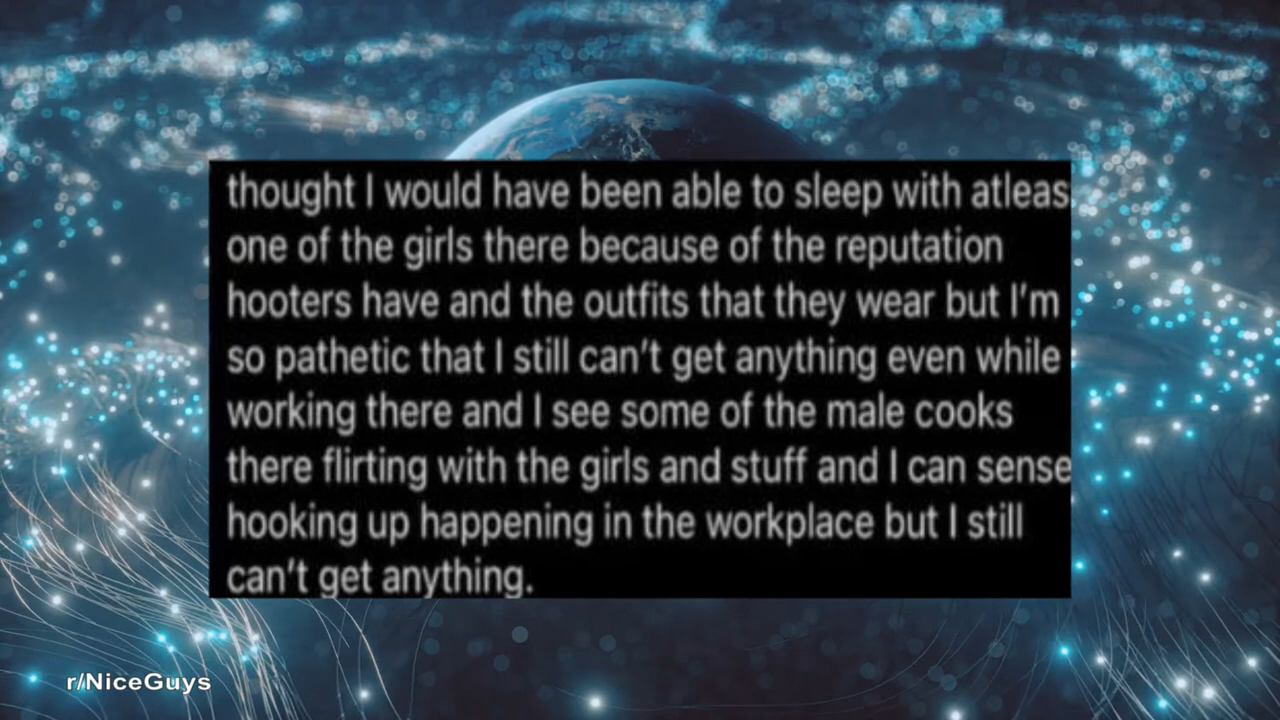 thought I would have been able to sleep with atleas
one of the girls there because of the reputation
hooters have and the outfits that they wear but I'm
so pathetic that I still can't get anything even while
working there and I see some of the male cooks
there flirting with the girls and stuff and I can sense
hooking up happening in the workplace but I still
can't get anything.
r/NiceGuys